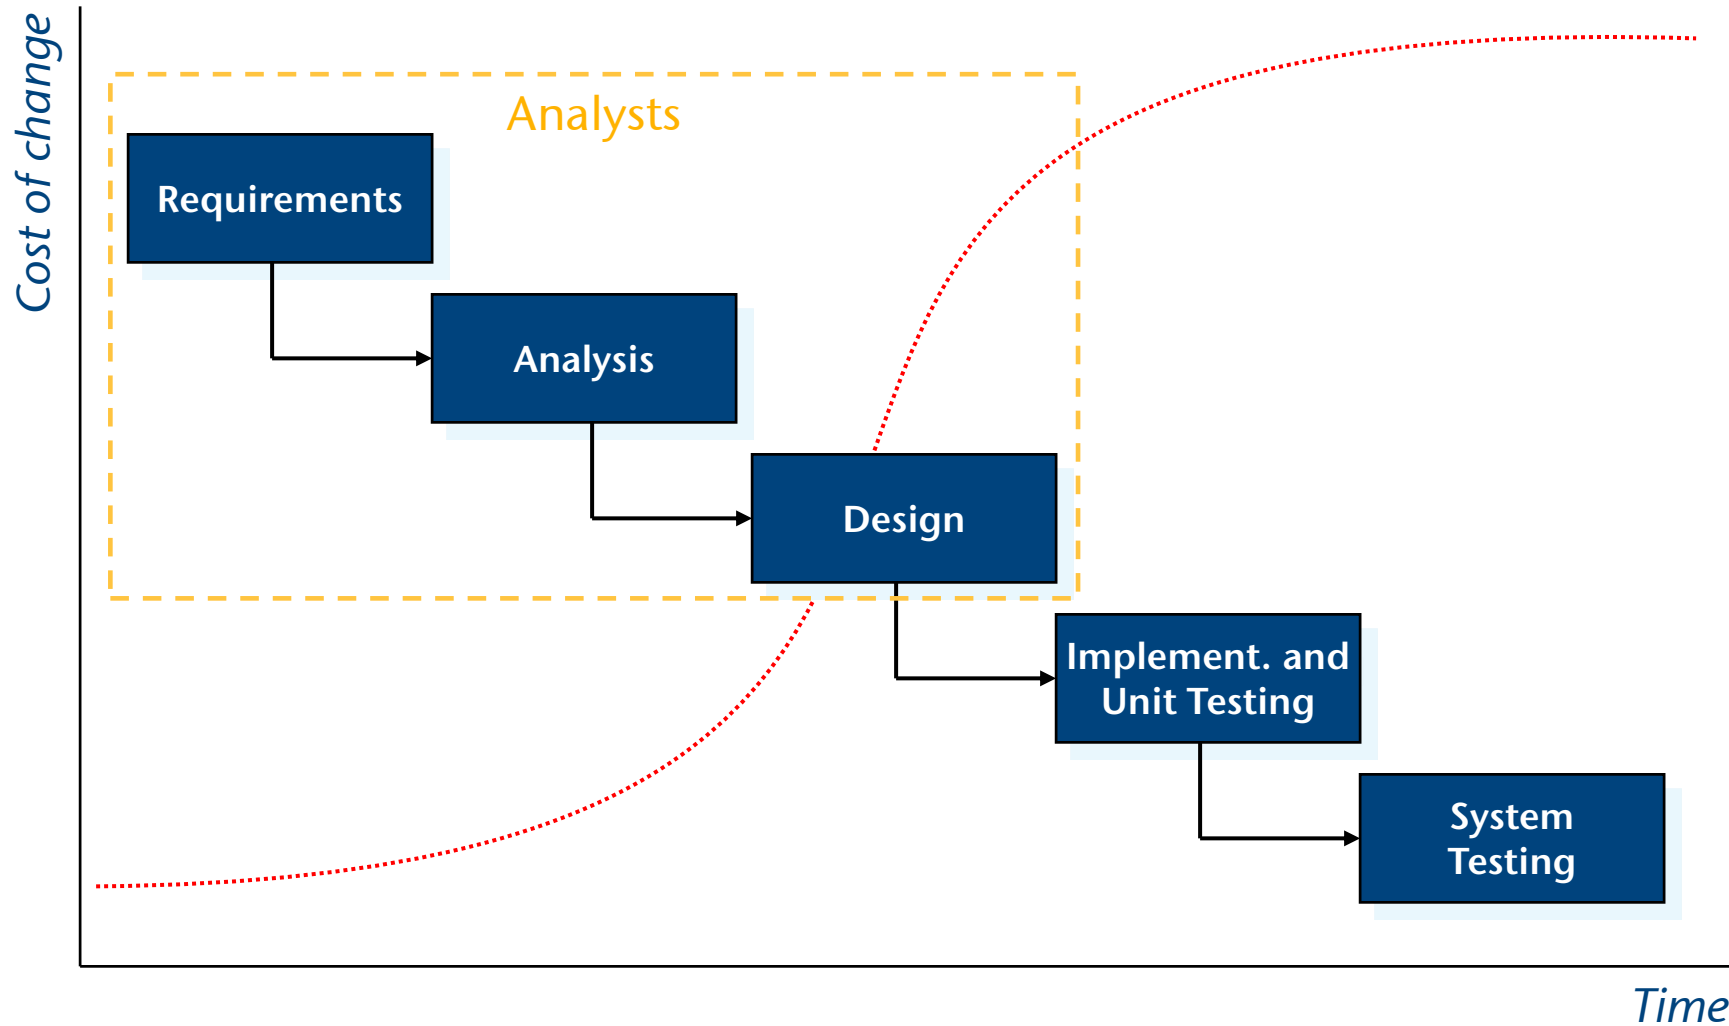 Cost of change
Analysts
Requirements
Analysis
Design
Implement. and
Unit Testing
System
Testing
Time